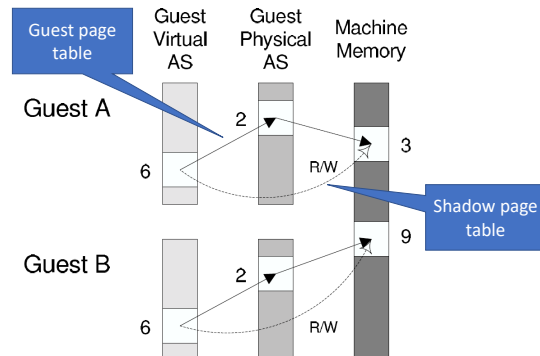 Guest page
table
Guest
Virtual
AS
Guest
Physical
AS
Machine
Memory
Guest A
2
3
6
R/W
Shadow page
table
9
Guest B
2
6
R/W